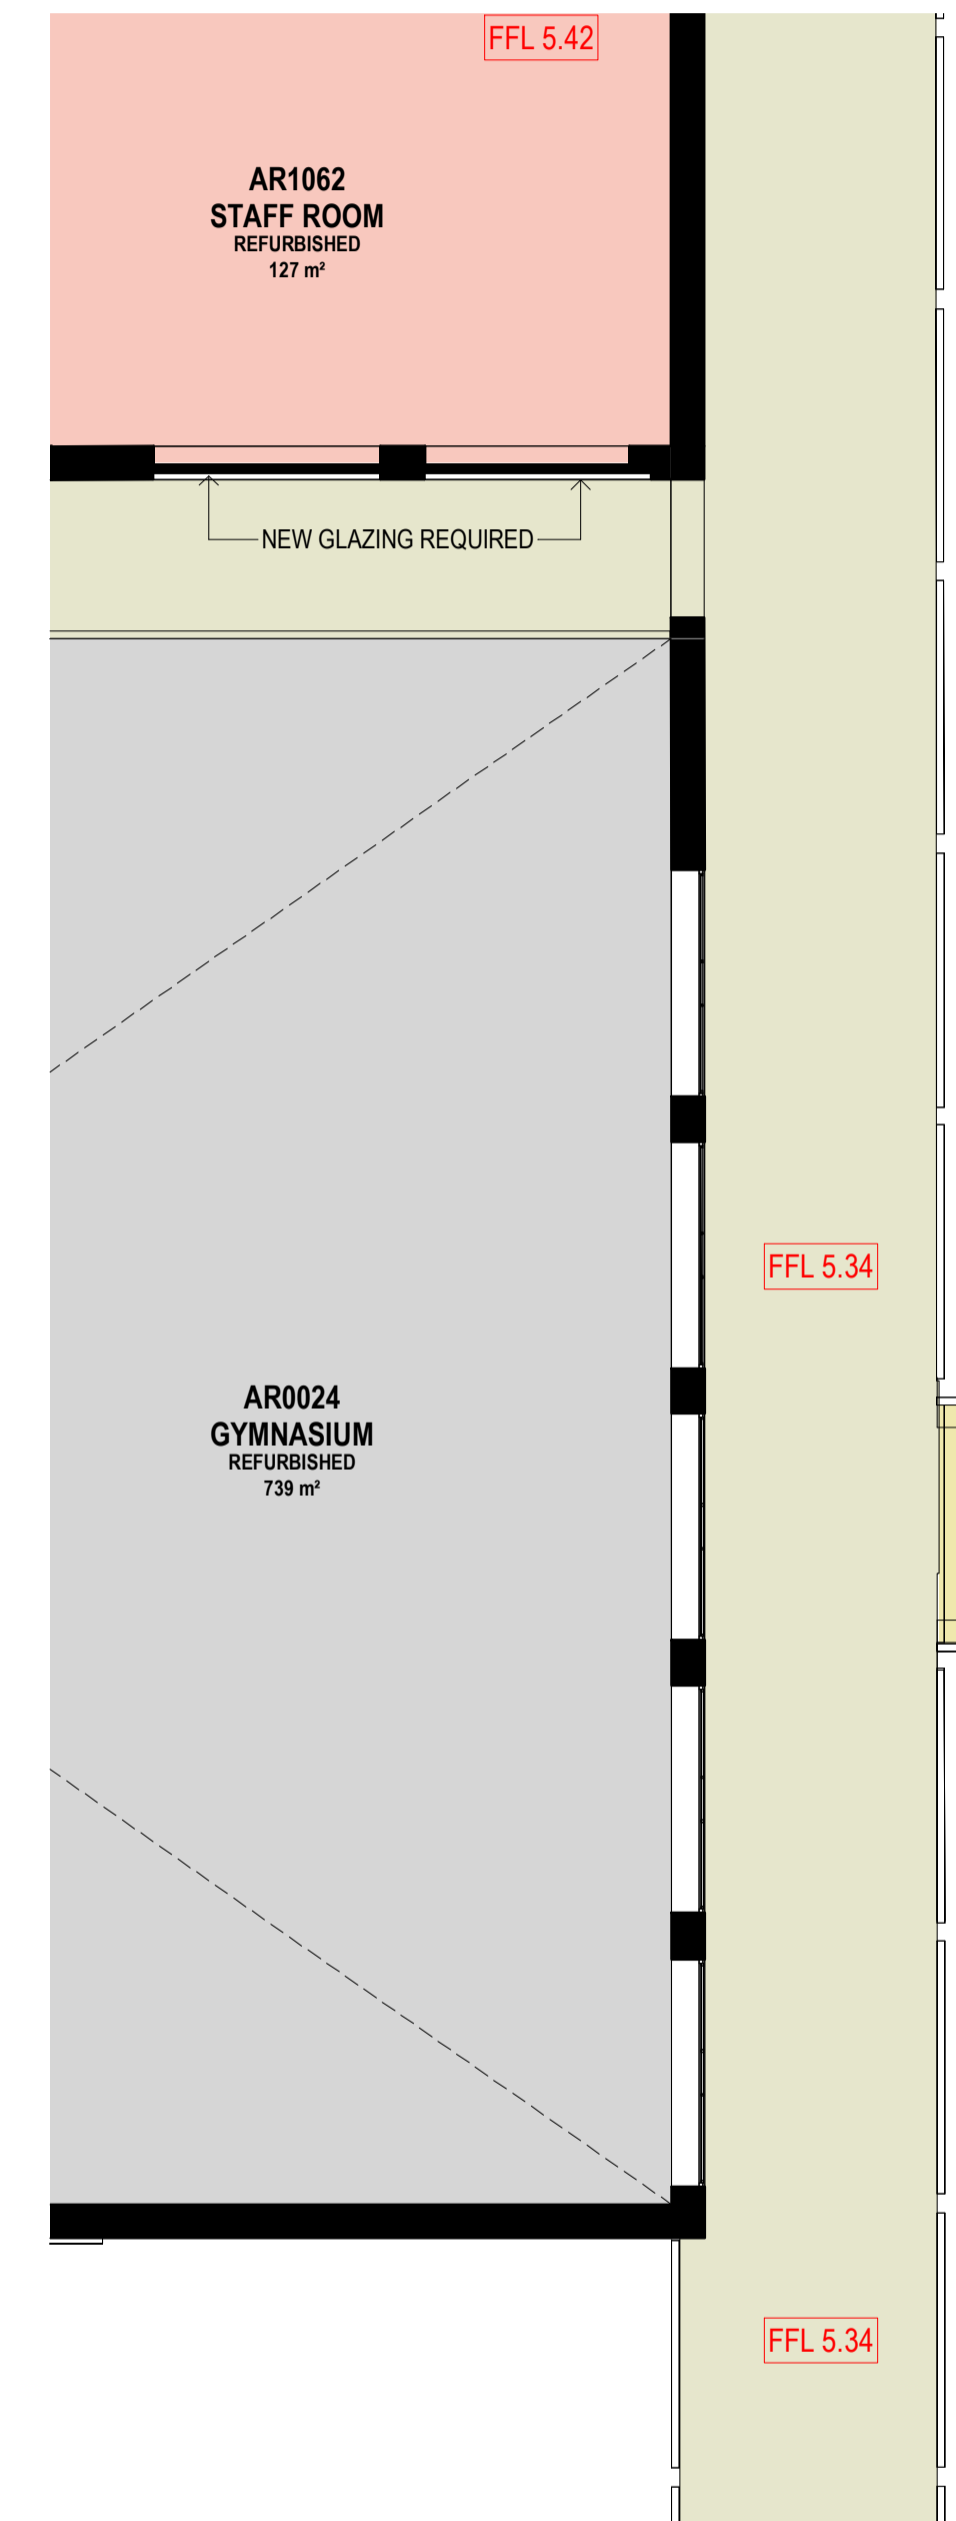 FFL 5.42
AR1062
STAFF ROOM
REFURBISHED
127 m²
NEW GLAZING REQUIRED
FFL 5.34
AR0024
GYMNASIUM
REFURBISHED
739 m²
FFL 5.34